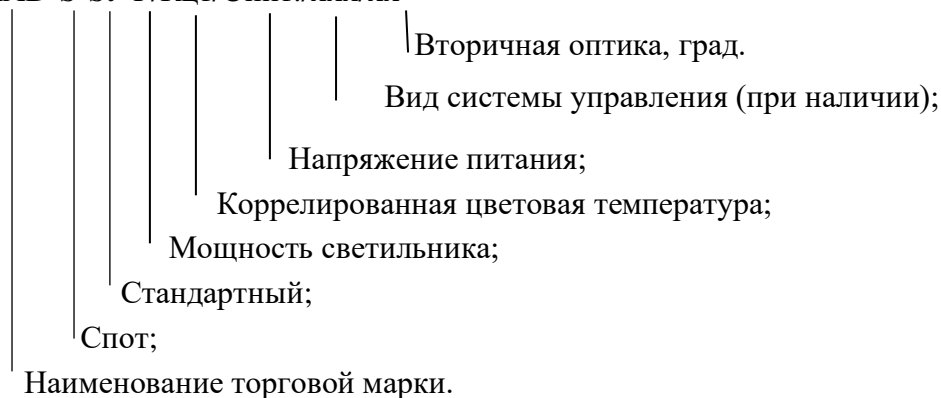 Вторичная оптика, град.
Вид системы управления (при наличии);
Напряжение питания;
Коррелированная цветовая температура;
Мощность светильника;
Стандартный;
Спот;
Наименование торговой марки.